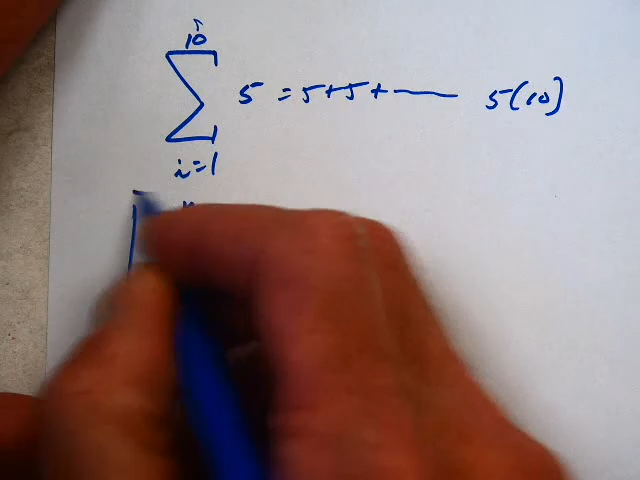 10
∑ 5 = 5+5+ —— 5(10)
i=1
n